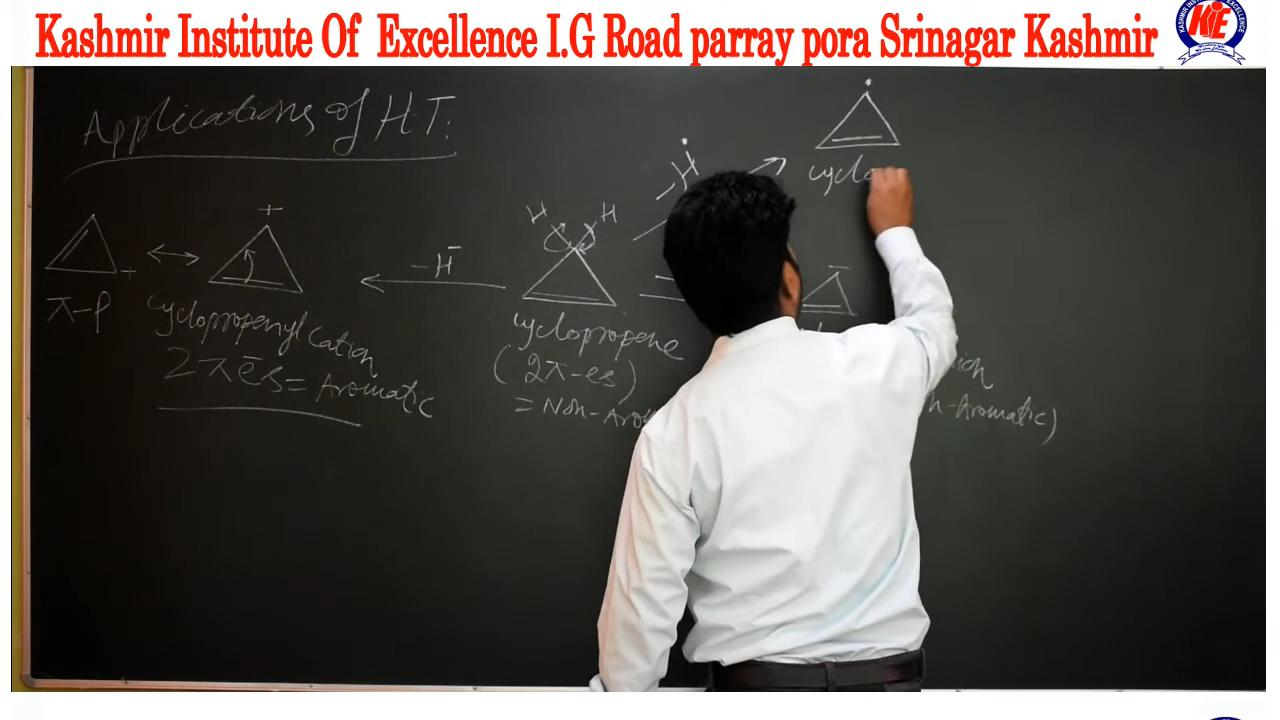 Kashmir Institute Of Excellence I.G Road parray pora Srinagar Kashmir
KIE
Applications of H.T:
-H•
cyclo
H H
+
+
π-p
cyclopropenyl cation
2πēs = Aromatic
-H⁻
cyclopropene
(2π-es)
= Non-Aro
-
n-Aromatic)